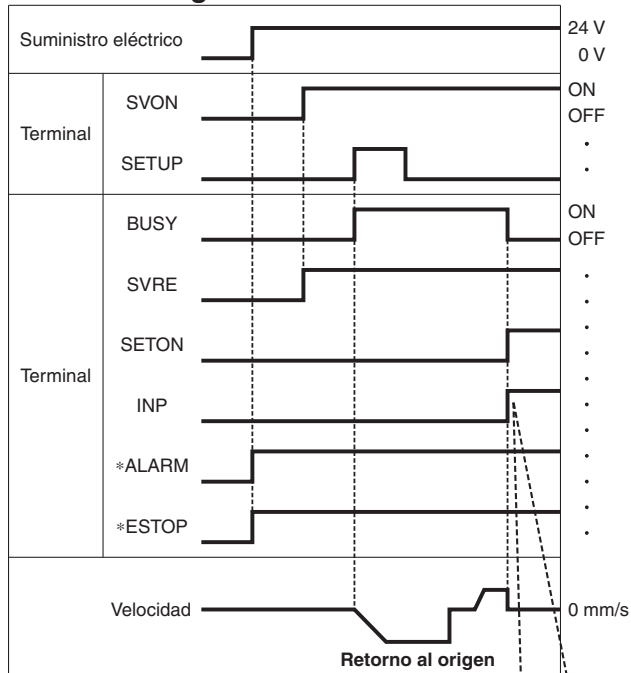 Suministro eléctrico
24 V
0 V
Terminal
SVON
ON
OFF
SETUP
Terminal
BUSY
ON
OFF
SVRE
SETON
INP
*ALARM
*ESTOP
Velocidad
0 mm/s
Retorno al origen